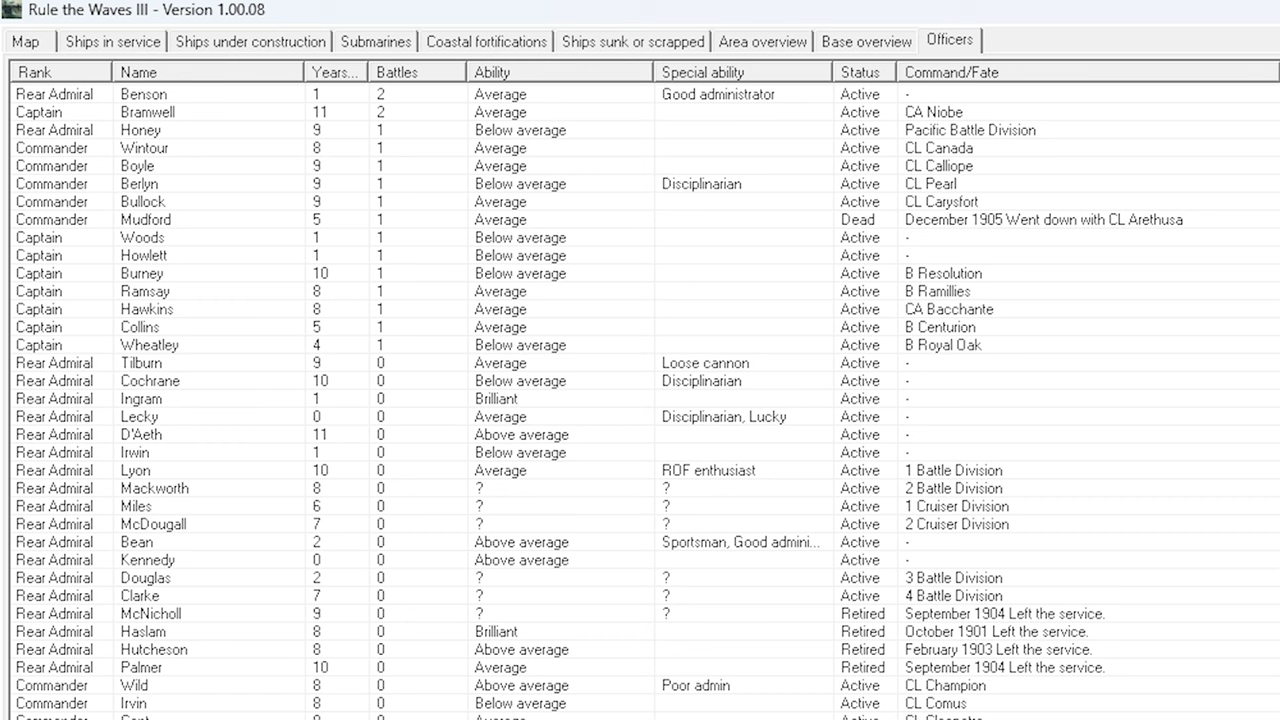 Rule the Waves III - Version 1.00.08
Map Ships in service Ships under construction Submarines Coastal fortifications Ships sunk or scrapped Area overview Base overview Officers
Rank Name Years... Battles Ability Special ability Status Command/Fate
Rear Admiral Benson 1 2 Average Good administrator Active -
Captain Bramwell 11 2 Average Active CA Niobe
Rear Admiral Honey 9 1 Below average Active Pacific Battle Division
Commander Wintour 8 1 Average Active CL Canada
Commander Boyle 9 1 Average Active CL Calliope
Commander Berlyn 9 1 Below average Disciplinarian Active CL Pearl
Commander Bullock 9 1 Average Active CL Carysfort
Commander Mudford 5 1 Average Dead December 1905 Went down with CL Arethusa
Captain Woods 1 1 Below average Active -
Captain Howlett 1 1 Below average Active -
Captain Burney 10 1 Below average Active B Resolution
Captain Ramsay 8 1 Average Active B Ramillies
Captain Hawkins 8 1 Average Active CA Bacchante
Captain Collins 5 1 Average Active B Centurion
Captain Wheatley 4 1 Below average Active B Royal Oak
Rear Admiral Tilburn 9 0 Average Loose cannon Active -
Rear Admiral Cochrane 10 0 Below average Disciplinarian Active -
Rear Admiral Ingram 1 0 Brilliant Active -
Rear Admiral Lecky 0 0 Average Disciplinarian, Lucky Active -
Rear Admiral D'Aeth 11 0 Above average Active -
Rear Admiral Irwin 1 0 Below average Active -
Rear Admiral Lyon 10 0 Average ROF enthusiast Active 1 Battle Division
Rear Admiral Mackworth 8 0 ? ? Active 2 Battle Division
Rear Admiral Miles 6 0 ? ? Active 1 Cruiser Division
Rear Admiral McDougall 7 0 ? ? Active 2 Cruiser Division
Rear Admiral Bean 2 0 Above average Sportsman, Good admini... Active -
Rear Admiral Kennedy 0 0 Above average Active -
Rear Admiral Douglas 2 0 ? ? Active 3 Battle Division
Rear Admiral Clarke 7 0 ? ? Active 4 Battle Division
Rear Admiral McNicholl 9 0 ? ? Retired September 1904 Left the service.
Rear Admiral Haslam 8 0 Brilliant Retired October 1901 Left the service.
Rear Admiral Hutcheson 8 0 Above average Retired February 1903 Left the service.
Rear Admiral Palmer 10 0 Average Retired September 1904 Left the service.
Commander Wild 8 0 Above average Poor admin Active CL Champion
Commander Irvin 8 0 Below average Active CL Comus